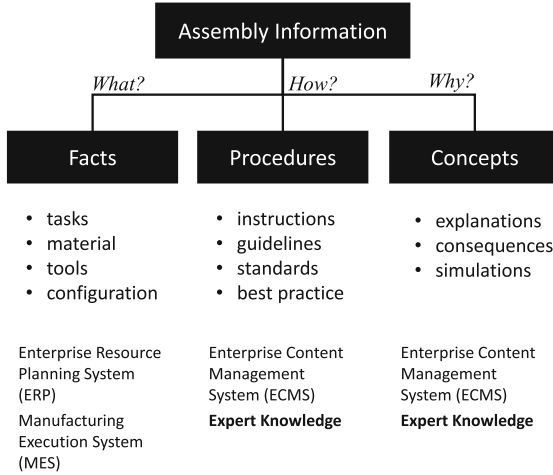 Assembly Information
What?
How?
Why?
Facts
Procedures
Concepts
• tasks
• material
• tools
• configuration
• instructions
• guidelines
• standards
• best practice
• explanations
• consequences
• simulations
Enterprise Resource
Planning System
(ERP)
Manufacturing
Execution System
(MES)
Enterprise Content
Management
System (ECMS)
Expert Knowledge
Enterprise Content
Management
System (ECMS)
Expert Knowledge